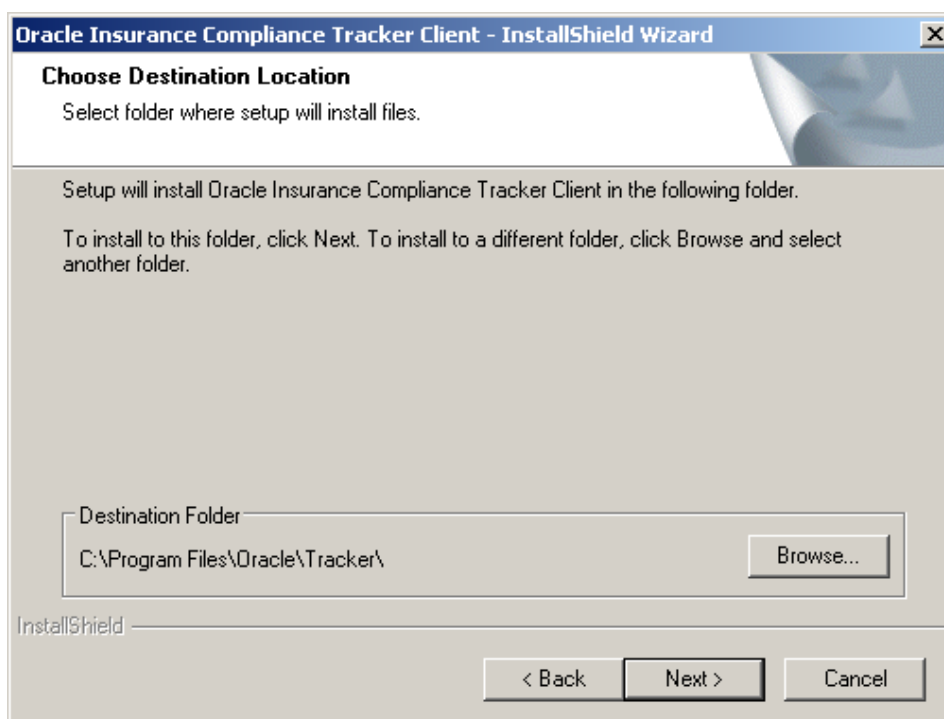 Oracle Insurance Compliance Tracker Client - InstallShield Wizard
Choose Destination Location
Select folder where setup will install files.
Setup will install Oracle Insurance Compliance Tracker Client in the following folder.
To install to this folder, click Next. To install to a different folder, click Browse and select
another folder.
Destination Folder
C:\Program Files\Oracle\Tracker\
Browse...
InstallShield
< Back
Next >
Cancel